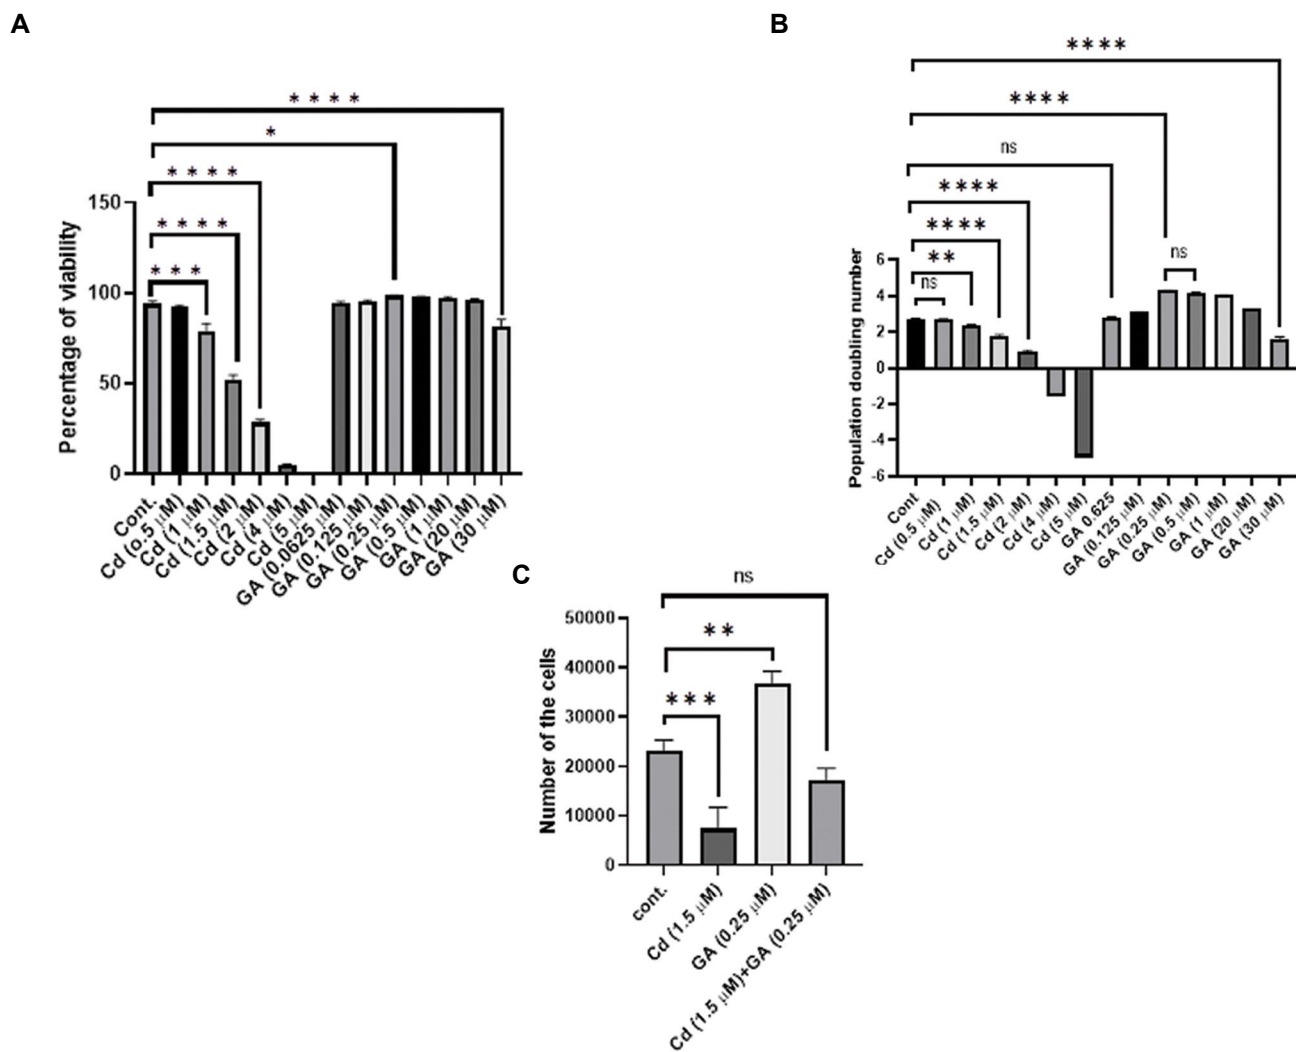 A
* * * *
*
* * * *
* * * *
* * *
Percentage of viability
150
100
50
0
Cont.
Cd (o.5 µM)
Cd (1 µM)
Cd (1.5 µM)
Cd (2 µM)
Cd (4 µM)
Cd (5 µM)
GA (0.0625 µM)
GA (0.125 µM)
GA (0.25 µM)
GA (0.5 µM)
GA (1 µM)
GA (20 µM)
GA (30 µM)
B
****
****
ns
****
****
**
ns
ns
Population doubling number
6
4
2
0
-2
-4
-6
Cont
Cd (0.5 µM)
Cd (1 µM)
Cd (1.5 µM)
Cd (2 µM)
Cd (4 µM)
Cd (5 µM)
GA 0.625
GA (0.125 µM)
GA (0.25 µM)
GA (0.5 µM)
GA (1 µM)
GA (20 µM)
GA (30 µM)
C
ns
**
***
Number of the cells
50000
40000
30000
20000
10000
0
cont.
Cd (1.5 µM)
GA (0.25 µM)
Cd (1.5 µM)+GA (0.25 µM)